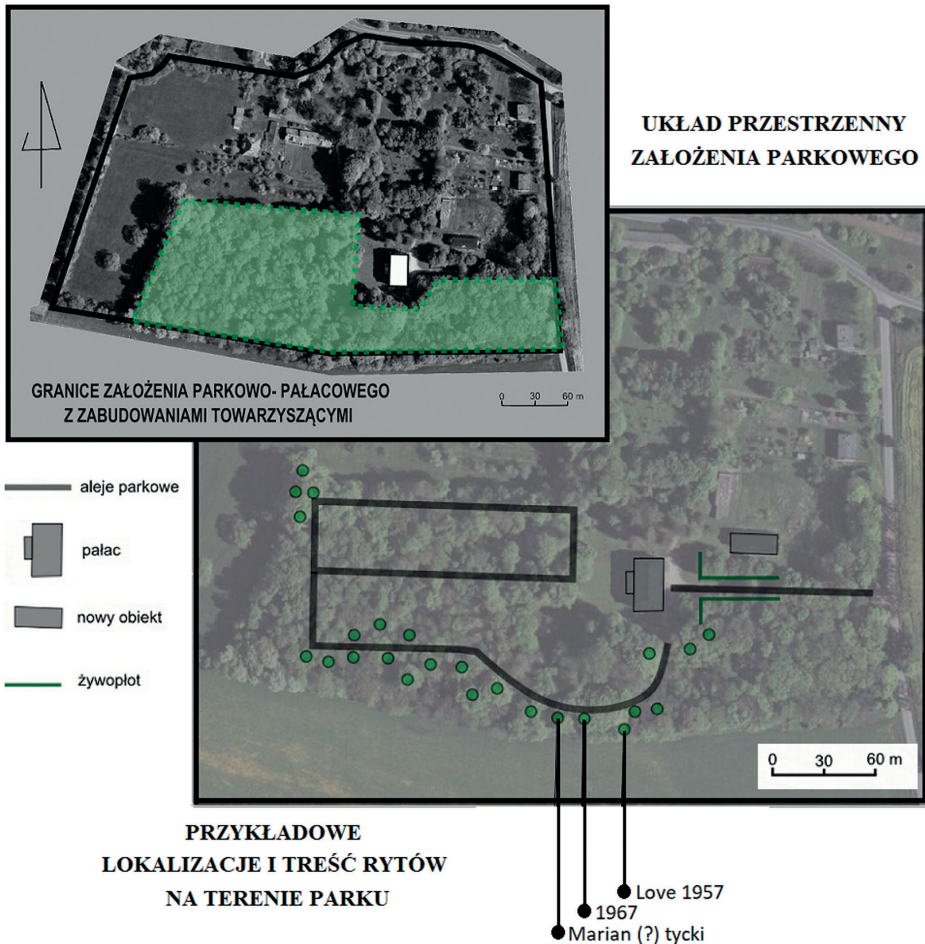 UKŁAD PRZESTRZENNY
ZAŁOŻENIA PARKOWEGO
GRANICE ZAŁOŻENIA PARKOWO- PAŁACOWEGO
Z ZABUDOWANIAMI TOWARZYSZĄCYMI
0 30 60 m
aleje parkowe
pałac
nowy obiekt
żywopłot
0 30 60 m
PRZYKŁADOWE
LOKALIZACJE I TREŚĆ RYTÓW
NA TERENIE PARKU
Love 1957
1967
Marian (?) tycki